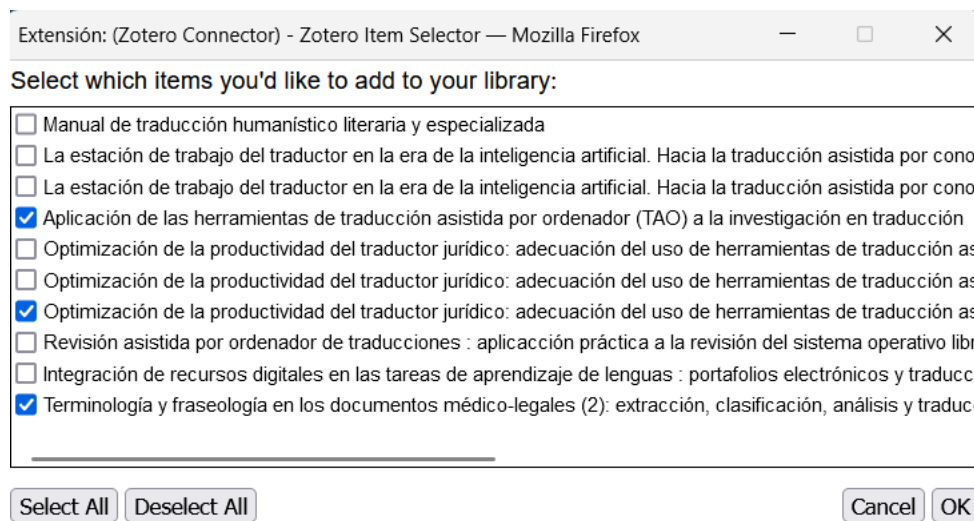 Extensión: (Zotero Connector) - Zotero Item Selector — Mozilla Firefox
Select which items you'd like to add to your library:
Manual de traducción humanístico literaria y especializada
La estación de trabajo del traductor en la era de la inteligencia artificial. Hacia la traducción asistida por cono
La estación de trabajo del traductor en la era de la inteligencia artificial. Hacia la traducción asistida por cono
Aplicación de las herramientas de traducción asistida por ordenador (TAO) a la investigación en traducción
Optimización de la productividad del traductor jurídico: adecuación del uso de herramientas de traducción as
Optimización de la productividad del traductor jurídico: adecuación del uso de herramientas de traducción as
Optimización de la productividad del traductor jurídico: adecuación del uso de herramientas de traducción as
Revisión asistida por ordenador de traducciones : aplicacción práctica a la revisión del sistema operativo libr
Integración de recursos digitales en las tareas de aprendizaje de lenguas : portafolios electrónicos y traducc
Terminología y fraseología en los documentos médico-legales (2): extracción, clasificación, análisis y traduc
Select All Deselect All Cancel OK